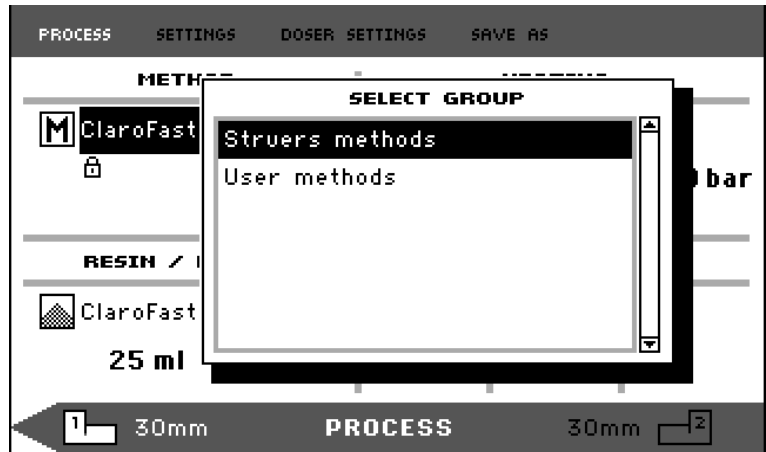 PROCESS SETTINGS DOSER SETTINGS SAVE AS
SELECT GROUP
M ClaroFast
Struers methods
User methods
bar
ClaroFast
25 ml
1 30mm PROCESS 30mm 2